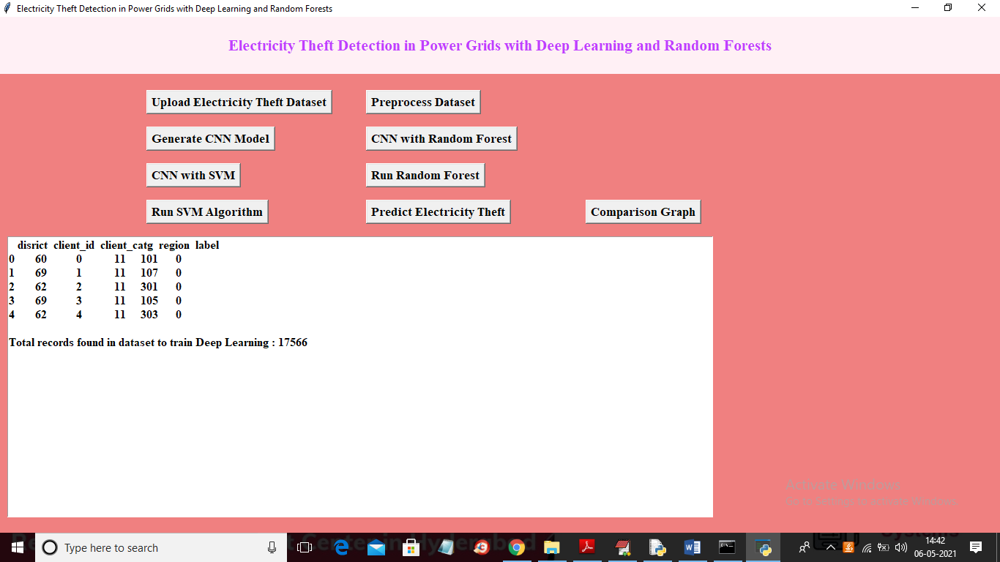 Electricity Theft Detection in Power Grids with Deep Learning and Random Forests
Electricity Theft Detection in Power Grids with Deep Learning and Random Forests
Upload Electricity Theft Dataset Preprocess Dataset
Generate CNN Model CNN with Random Forest
CNN with SVM Run Random Forest
Run SVM Algorithm Predict Electricity Theft Comparison Graph
disrict client_id client_catg region label
0 60 0 11 101 0
1 69 1 11 107 0
2 62 2 11 301 0
3 69 3 11 105 0
4 62 4 11 303 0
Total records found in dataset to train Deep Learning : 17566
Activate Windows
Go to Settings to activate Windows.
Type here to search
14:42
06-05-2021